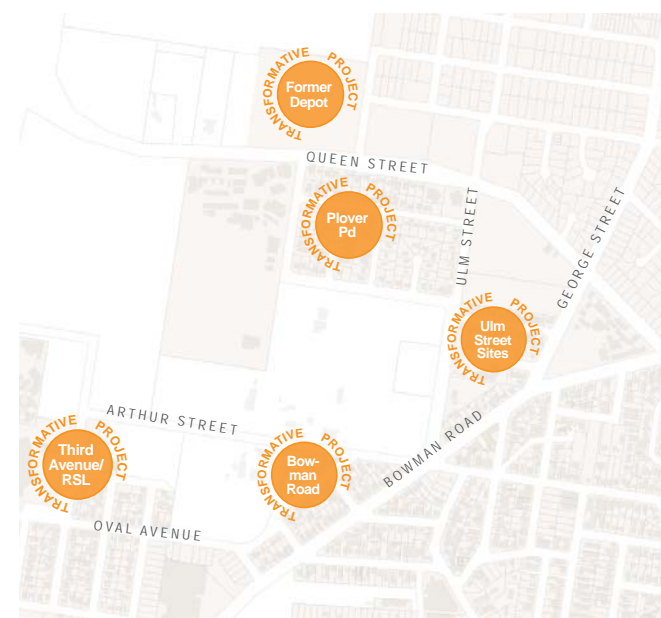 TRANSFORMATIVE PROJECT
Former
Depot
QUEEN STREET
TRANSFORMATIVE PROJECT
Plover
Pd
ULM STREET
GEORGE STREET
TRANSFORMATIVE PROJECT
Ulm
Street
Sites
ARTHUR STREET
BOWMAN ROAD
TRANSFORMATIVE PROJECT
Third
Avenue/
RSL
TRANSFORMATIVE PROJECT
Bow-
man
Road
OVAL AVENUE